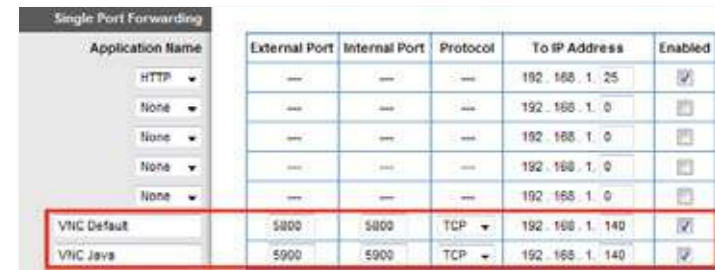 Single Port Forwarding
Application Name External Port Internal Port Protocol To IP Address Enabled
HTTP --- --- --- 192 . 168 . 1. 25
None --- --- --- 192 . 168 . 1. 0
None --- --- --- 192 . 168 . 1. 0
None --- --- --- 192 . 168 . 1. 0
None --- --- --- 192 . 168 . 1. 0
VNC Default 5800 5800 TCP 192 . 168 . 1. 140
VNC Java 5900 5900 TCP 192 . 168 . 1. 140